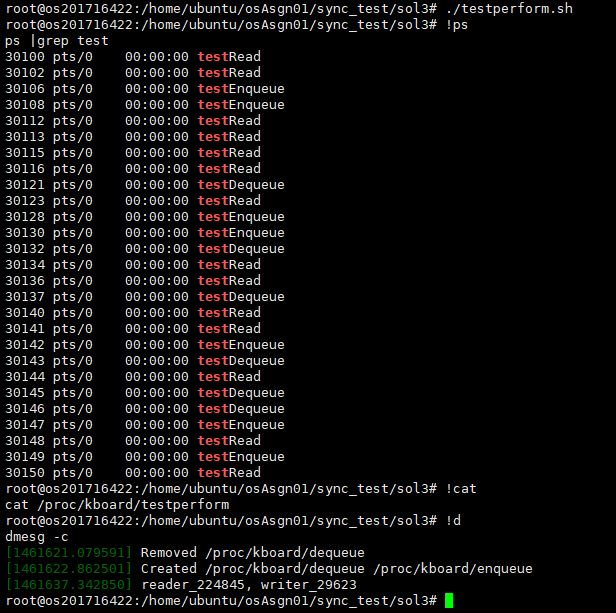 root@os201716422:/home/ubuntu/osAsgn01/sync_test/sol3# ./testperform.sh
root@os201716422:/home/ubuntu/osAsgn01/sync_test/sol3# !ps
ps |grep test
30100 pts/0    00:00:00 testRead
30102 pts/0    00:00:00 testRead
30106 pts/0    00:00:00 testEnqueue
30108 pts/0    00:00:00 testEnqueue
30112 pts/0    00:00:00 testRead
30113 pts/0    00:00:00 testRead
30115 pts/0    00:00:00 testRead
30116 pts/0    00:00:00 testRead
30121 pts/0    00:00:00 testDequeue
30123 pts/0    00:00:00 testRead
30128 pts/0    00:00:00 testEnqueue
30130 pts/0    00:00:00 testEnqueue
30132 pts/0    00:00:00 testDequeue
30134 pts/0    00:00:00 testRead
30136 pts/0    00:00:00 testRead
30137 pts/0    00:00:00 testDequeue
30140 pts/0    00:00:00 testRead
30141 pts/0    00:00:00 testRead
30142 pts/0    00:00:00 testEnqueue
30143 pts/0    00:00:00 testDequeue
30144 pts/0    00:00:00 testRead
30145 pts/0    00:00:00 testDequeue
30146 pts/0    00:00:00 testDequeue
30147 pts/0    00:00:00 testEnqueue
30148 pts/0    00:00:00 testRead
30149 pts/0    00:00:00 testEnqueue
30150 pts/0    00:00:00 testRead
root@os201716422:/home/ubuntu/osAsgn01/sync_test/sol3# !cat
cat /proc/kboard/testperform
root@os201716422:/home/ubuntu/osAsgn01/sync_test/sol3# !d
dmesg -c
[1461621.079591] Removed /proc/kboard/dequeue
[1461622.862501] Created /proc/kboard/dequeue /proc/kboard/enqueue
[1461637.342850] reader_224845, writer_29623
root@os201716422:/home/ubuntu/osAsgn01/sync_test/sol3#